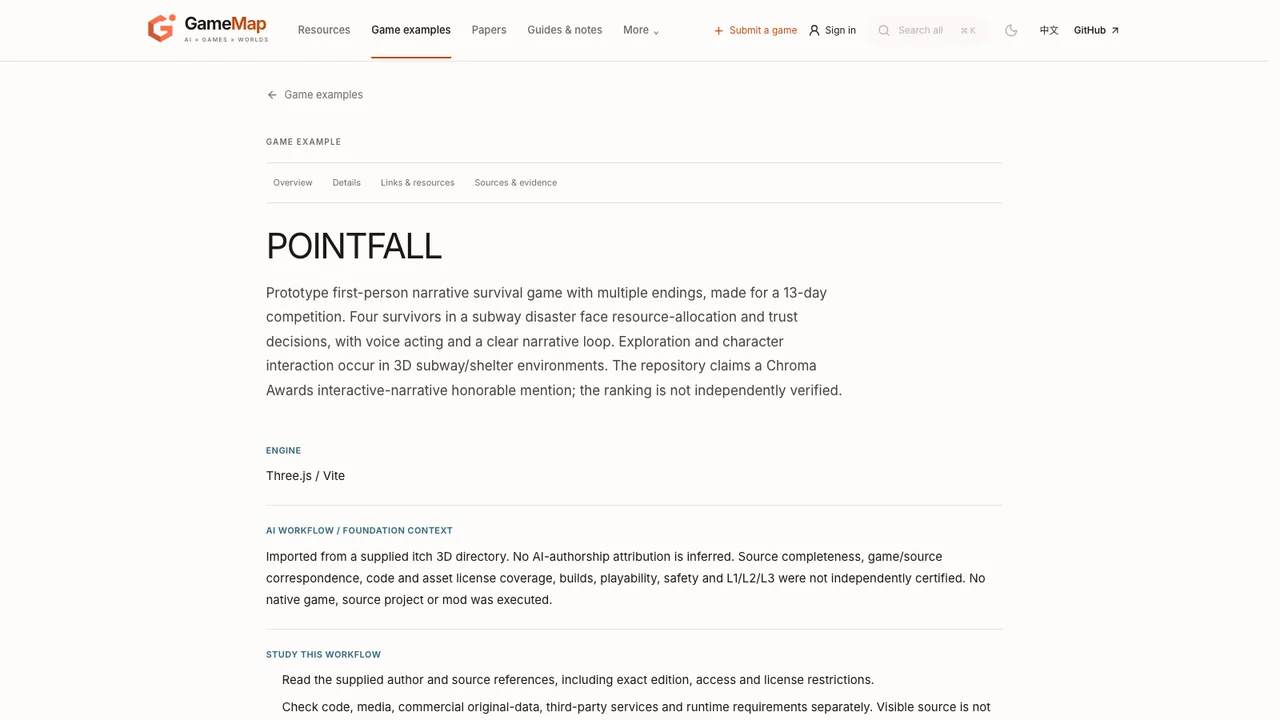 GameMap
AI × GAMES × WORLDS
Resources
Game examples
Papers
Guides & notes
More
+ Submit a game
Sign in
Search all
⌘ K
中文
GitHub ↗
← Game examples
GAME EXAMPLE
Overview
Details
Links & resources
Sources & evidence
POINTFALL
Prototype first-person narrative survival game with multiple endings, made for a 13-day
competition. Four survivors in a subway disaster face resource-allocation and trust
decisions, with voice acting and a clear narrative loop. Exploration and character
interaction occur in 3D subway/shelter environments. The repository claims a Chroma
Awards interactive-narrative honorable mention; the ranking is not independently verified.
ENGINE
Three.js / Vite
AI WORKFLOW / FOUNDATION CONTEXT
Imported from a supplied itch 3D directory. No AI-authorship attribution is inferred. Source completeness, game/source
correspondence, code and asset license coverage, builds, playability, safety and L1/L2/L3 were not independently certified. No
native game, source project or mod was executed.
STUDY THIS WORKFLOW
Read the supplied author and source references, including exact edition, access and license restrictions.
Check code, media, commercial original-data, third-party services and runtime requirements separately. Visible source is not